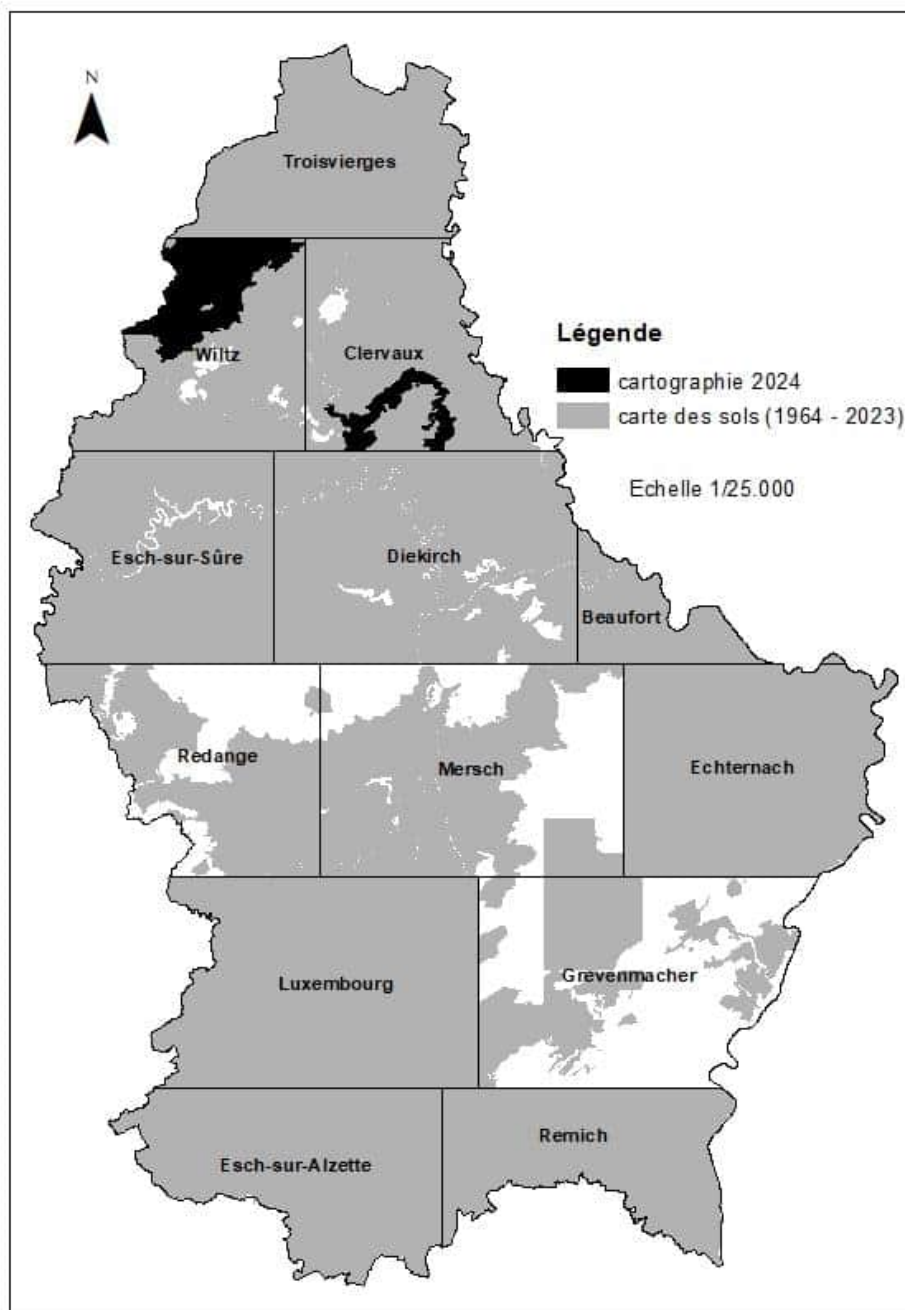 N
Troisvierges
Légende
Wiltz
Clervaux
cartographie 2024
carte des sols (1964 - 2023)
Echelle 1/25.000
Esch-sur-Sûre
Diekirch
Beaufort
Redange
Mersch
Echternach
Luxembourg
Grevenmacher
Esch-sur-Alzette
Remich